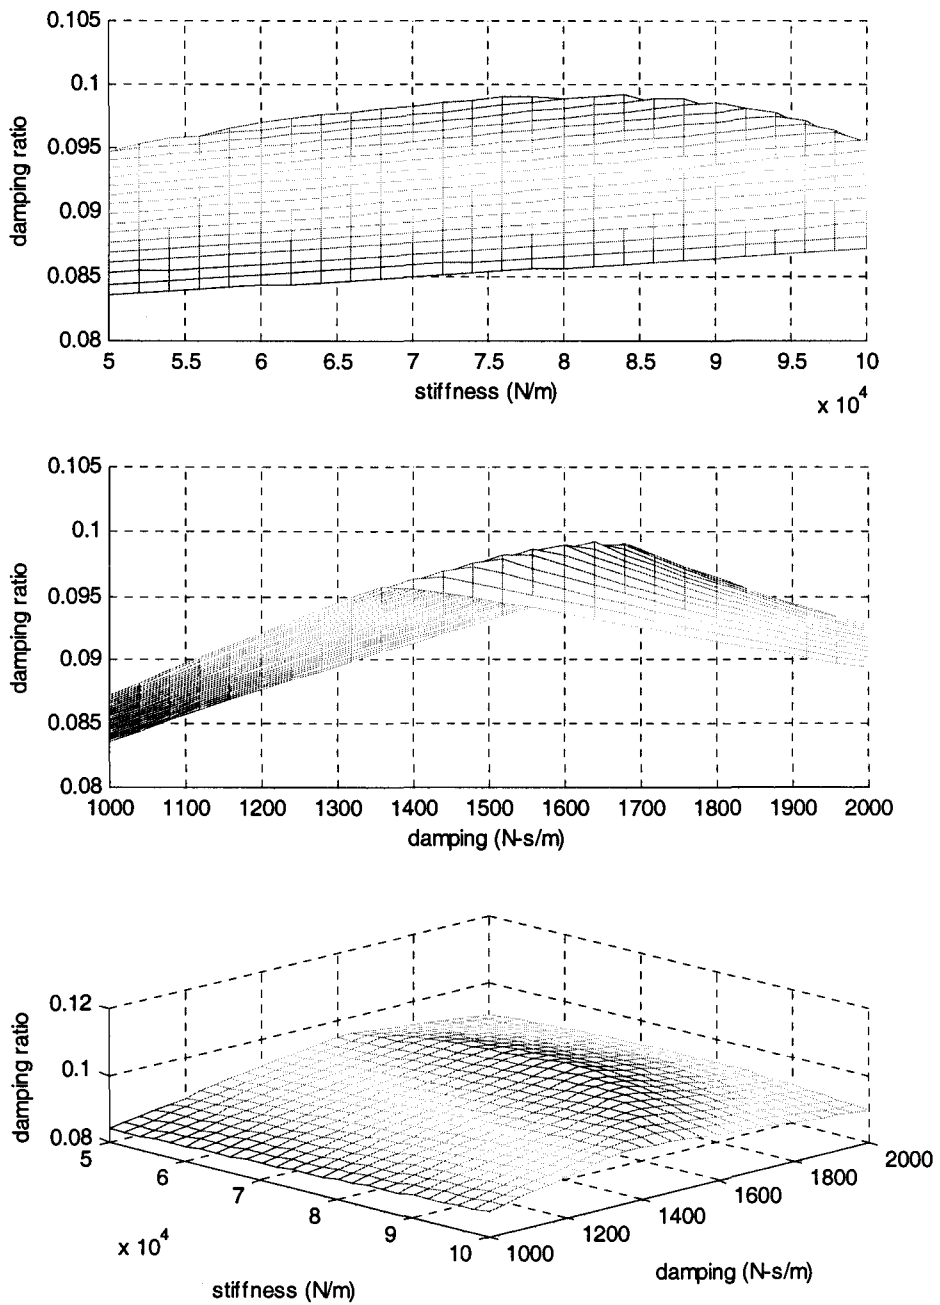 0.105
0.1
0.095
0.09
0.085
0.08
damping ratio
5 5.5 6 6.5 7 7.5 8 8.5 9 9.5 10
stiffness (N/m)
x 10^4
0.105
0.1
0.095
0.09
0.085
0.08
damping ratio
1000 1100 1200 1300 1400 1500 1600 1700 1800 1900 2000
damping (N-s/m)
0.12
0.1
0.08
damping ratio
5 6 7 8 9 10
x 10^4
stiffness (N/m)
1000 1200 1400 1600 1800 2000
damping (N-s/m)